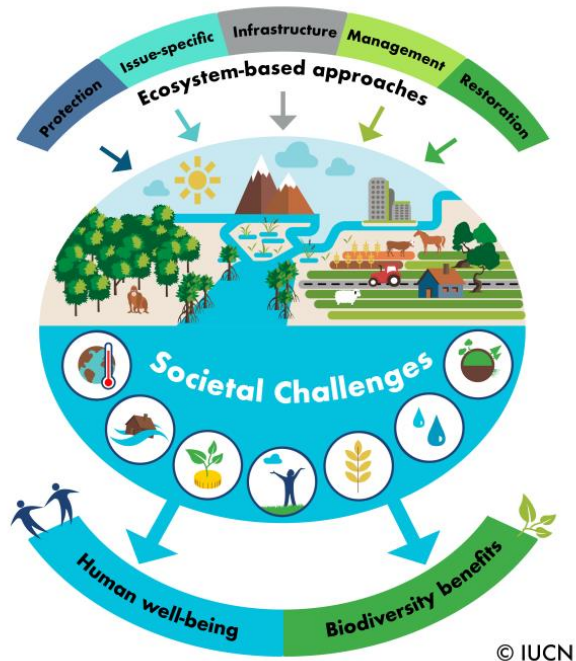 Protection
Issue-specific
Infrastructure
Management
Restoration
Ecosystem-based approaches
Societal Challenges
Human well-being
Biodiversity benefits
© IUCN